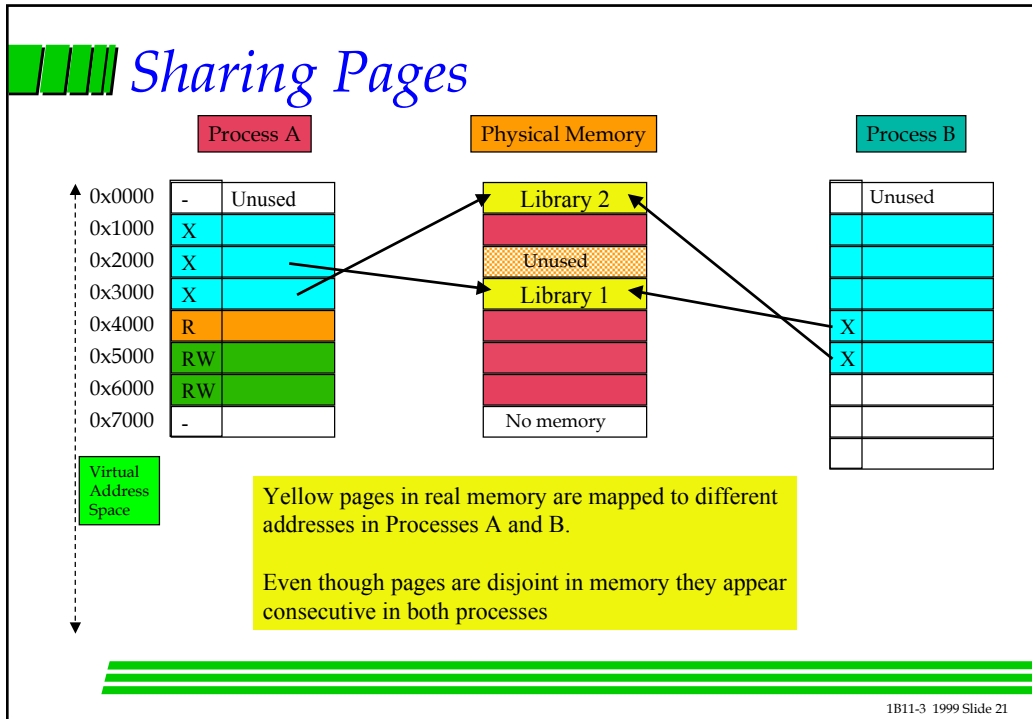 Sharing Pages
Process A
Physical Memory
Process B
0x0000
- Unused
Library 2
Unused
0x1000
X
0x2000
X
Unused
0x3000
X
Library 1
0x4000
R
X
0x5000
RW
X
0x6000
RW
0x7000
-
No memory
Virtual
Address
Space
Yellow pages in real memory are mapped to different
addresses in Processes A and B.
Even though pages are disjoint in memory they appear
consecutive in both processes
1B11-3 1999 Slide 21